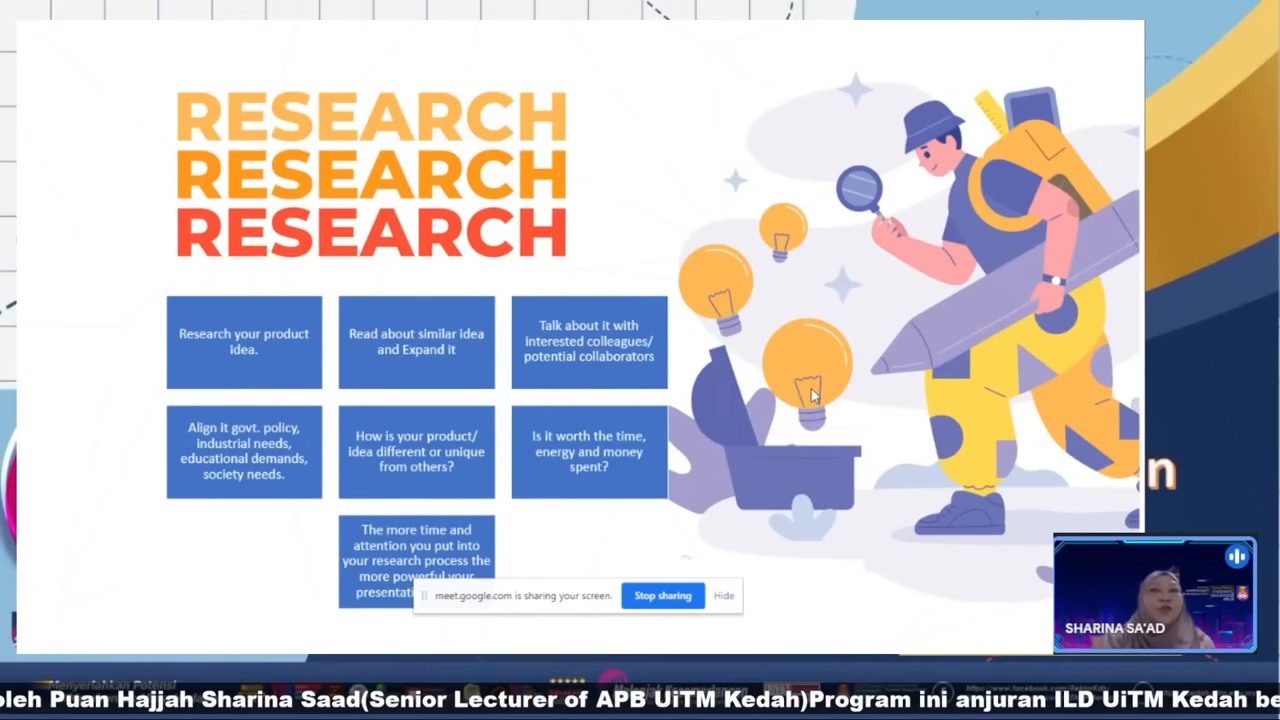 RESEARCH
RESEARCH
RESEARCH
Research your product
idea.
Read about similar idea
and Expand it
Talk about it with
interested colleagues/
potential collaborators
Align it govt. policy,
industrial needs,
educational demands,
society needs.
How is your product/
idea different or unique
from others?
Is it worth the time,
energy and money
spent?
The more time and
attention you put into
your research process the
more powerful your
meet.google.com is sharing your screen.
Stop sharing
Hide
n
SHARINA SA'AD
Menyerlahkan Potensi
oleh Puan Hajjah Sharina Saad(Senior Lecturer of APB UiTM Kedah)Program ini anjuran ILD UiTM Kedah be